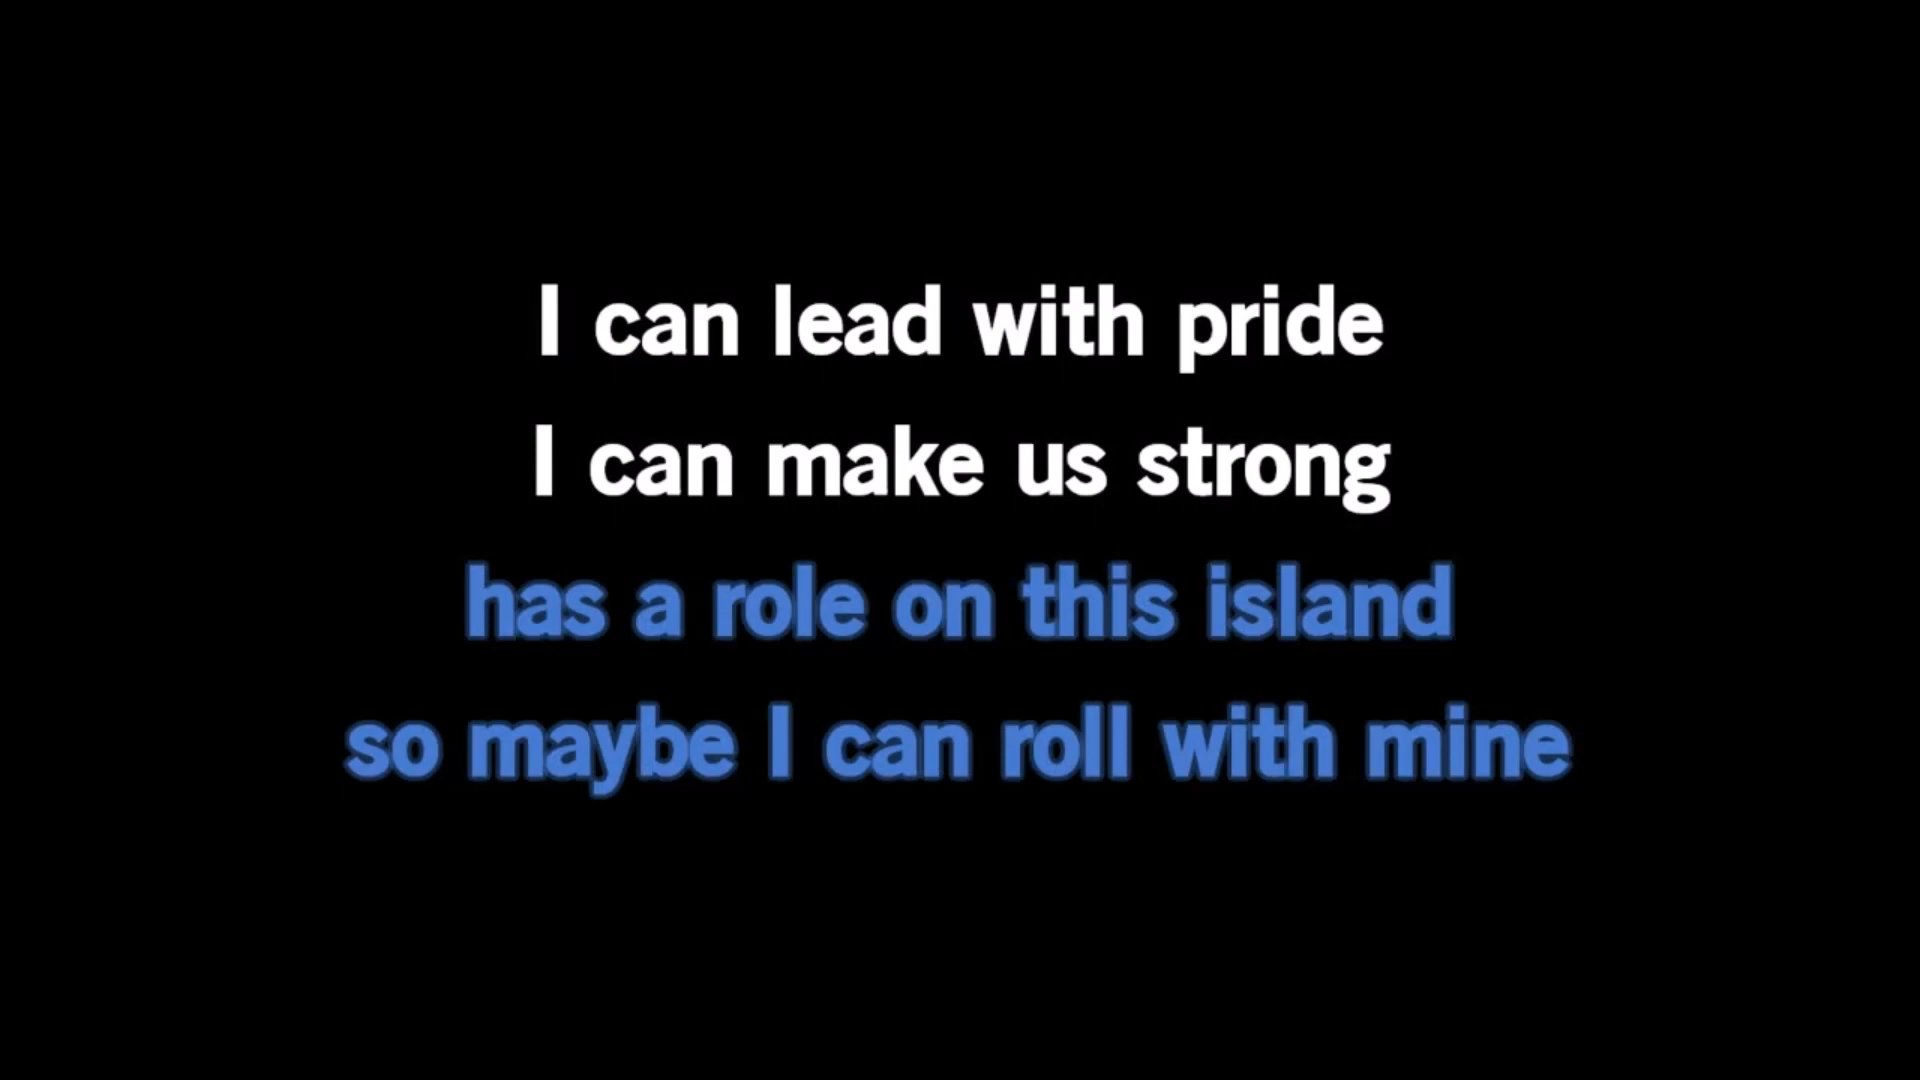 I can lead with pride
I can make us strong
has a role on this island
so maybe I can roll with mine